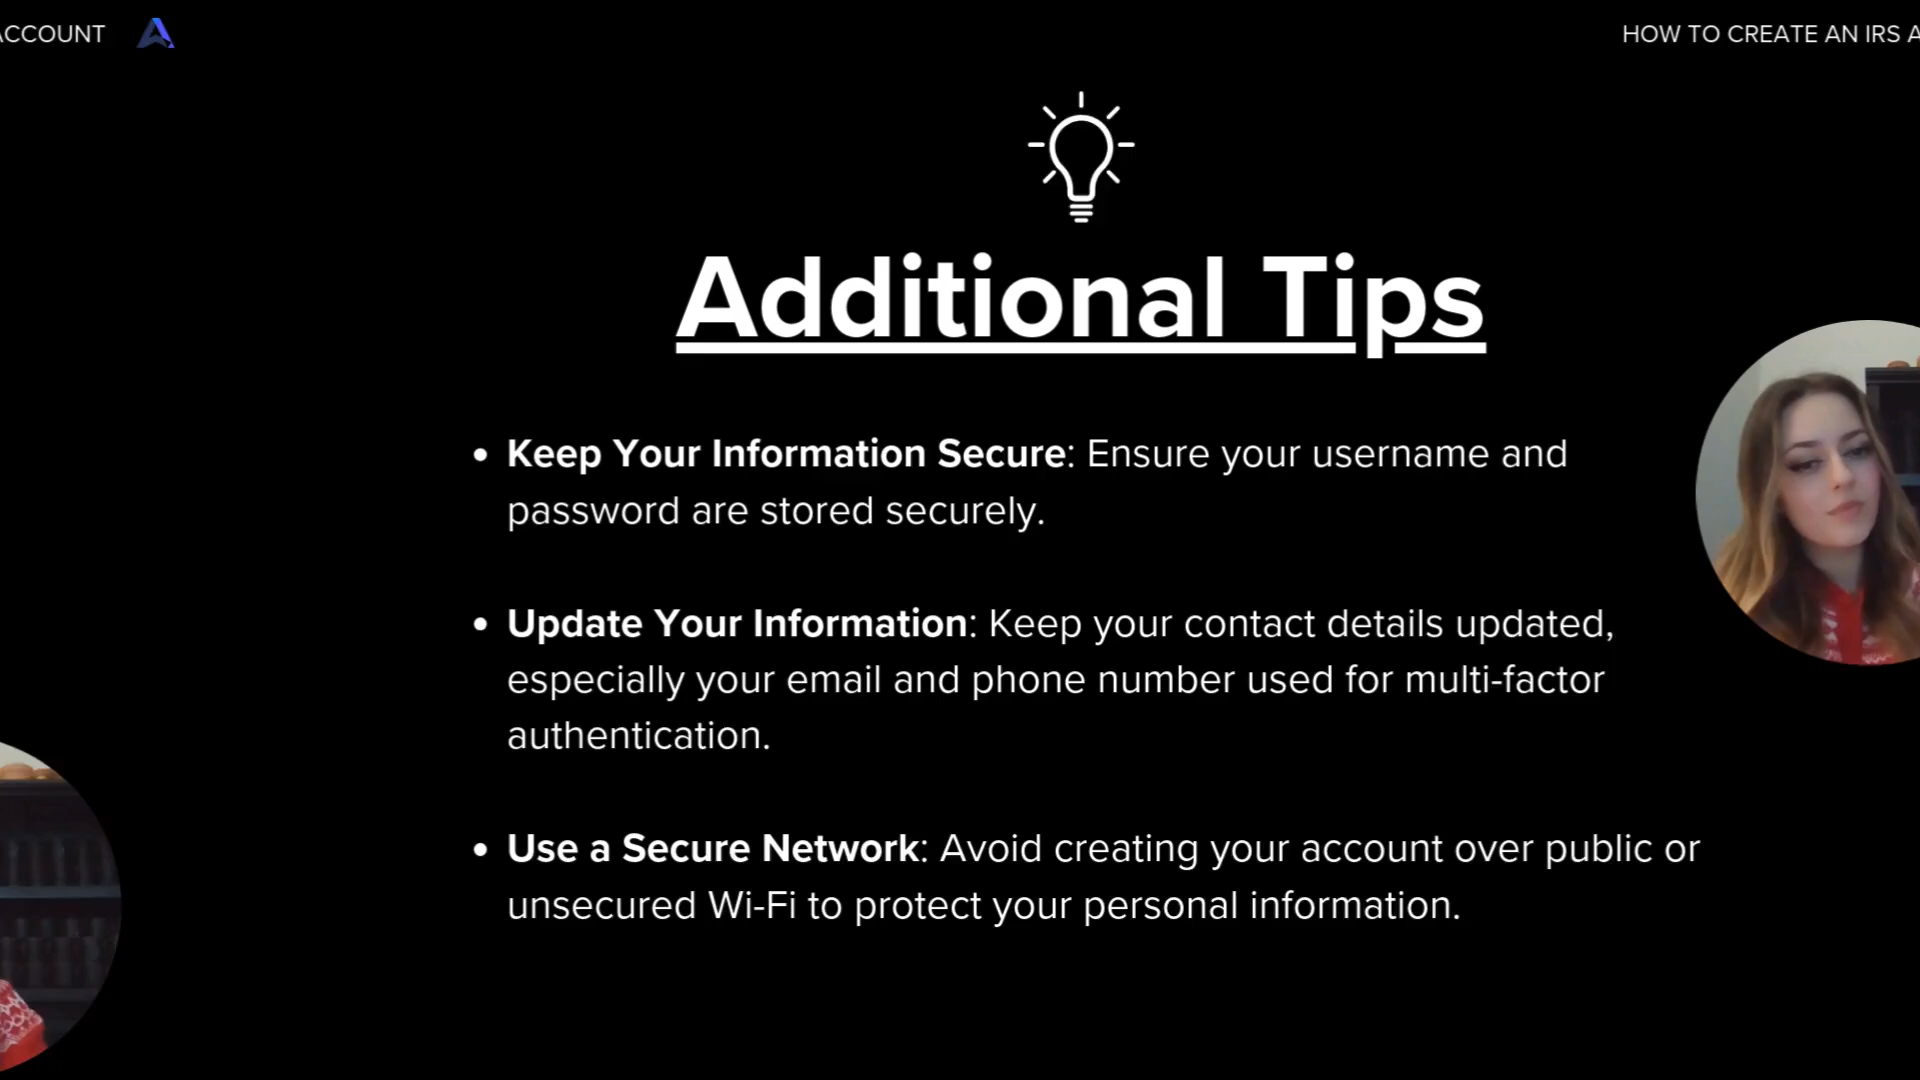 ACCOUNT
HOW TO CREATE AN IRS A
Additional Tips
• Keep Your Information Secure: Ensure your username and
password are stored securely.
• Update Your Information: Keep your contact details updated,
especially your email and phone number used for multi-factor
authentication.
• Use a Secure Network: Avoid creating your account over public or
unsecured Wi-Fi to protect your personal information.